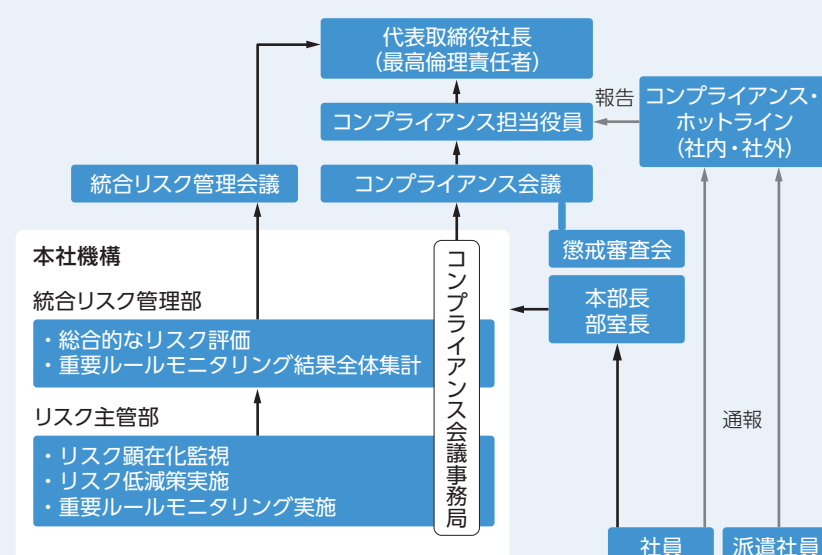 代表取締役社長
（最高倫理責任者）
報告
コンプライアンス・
ホットライン
（社内・社外）
コンプライアンス担当役員
統合リスク管理会議
コンプライアンス会議
懲戒審査会
本社機構
本部長
部室長
統合リスク管理部
・総合的なリスク評価
・重要ルールモニタリング結果全体集計
コンプライアンス会議事務局
リスク主管部
・リスク顕在化監視
・リスク低減策実施
・重要ルールモニタリング実施
通報
社員
派遣社員